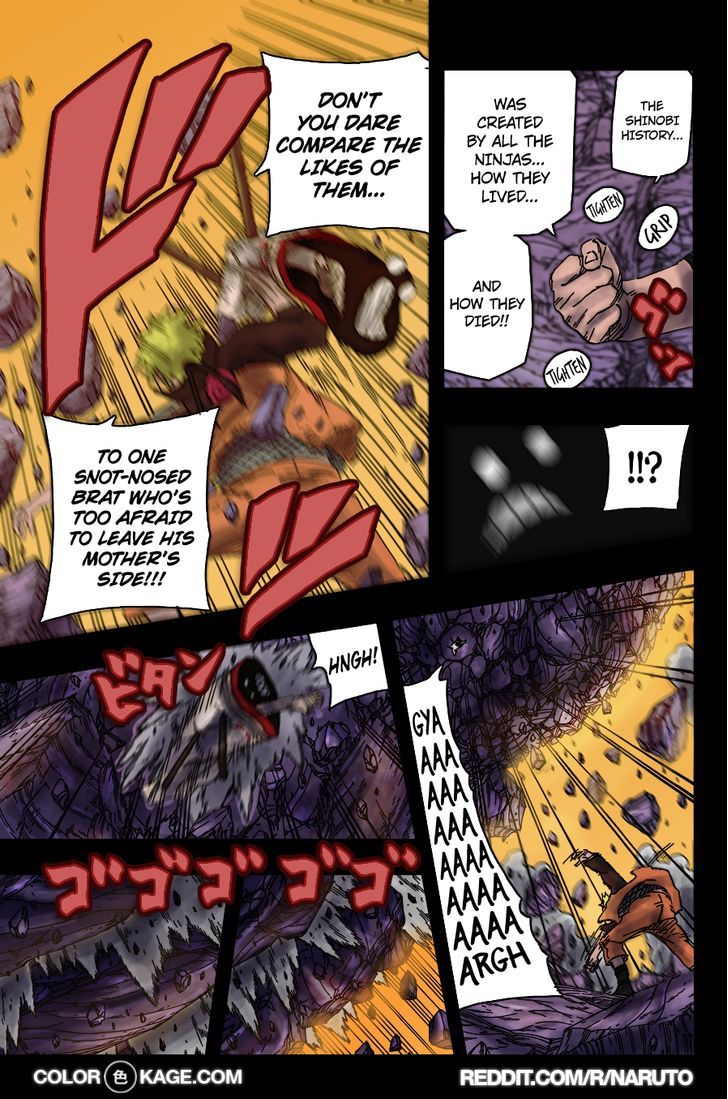 THE
SHINOBI
HISTORY...
WAS
CREATED
BY ALL THE
NINJAS...
HOW THEY
LIVED...
TIGHTEN
GRIP
AND
HOW THEY
DIED!!
グッ
TIGHTEN
!!?
DON'T
YOU DARE
COMPARE THE
LIKES OF
THEM...
ドッ
TO ONE
SNOT-NOSED
BRAT WHO'S
TOO AFRAID
TO LEAVE HIS
MOTHER'S
SIDE!!!
HNGH!
ビタン
GYA
AAA
AAA
AAA
AAAA
AAAA
AAAA
ARGH
ゴゴゴ ゴゴ
COLOR 色 KAGE.COM
REDDIT.COM/R/NARUTO